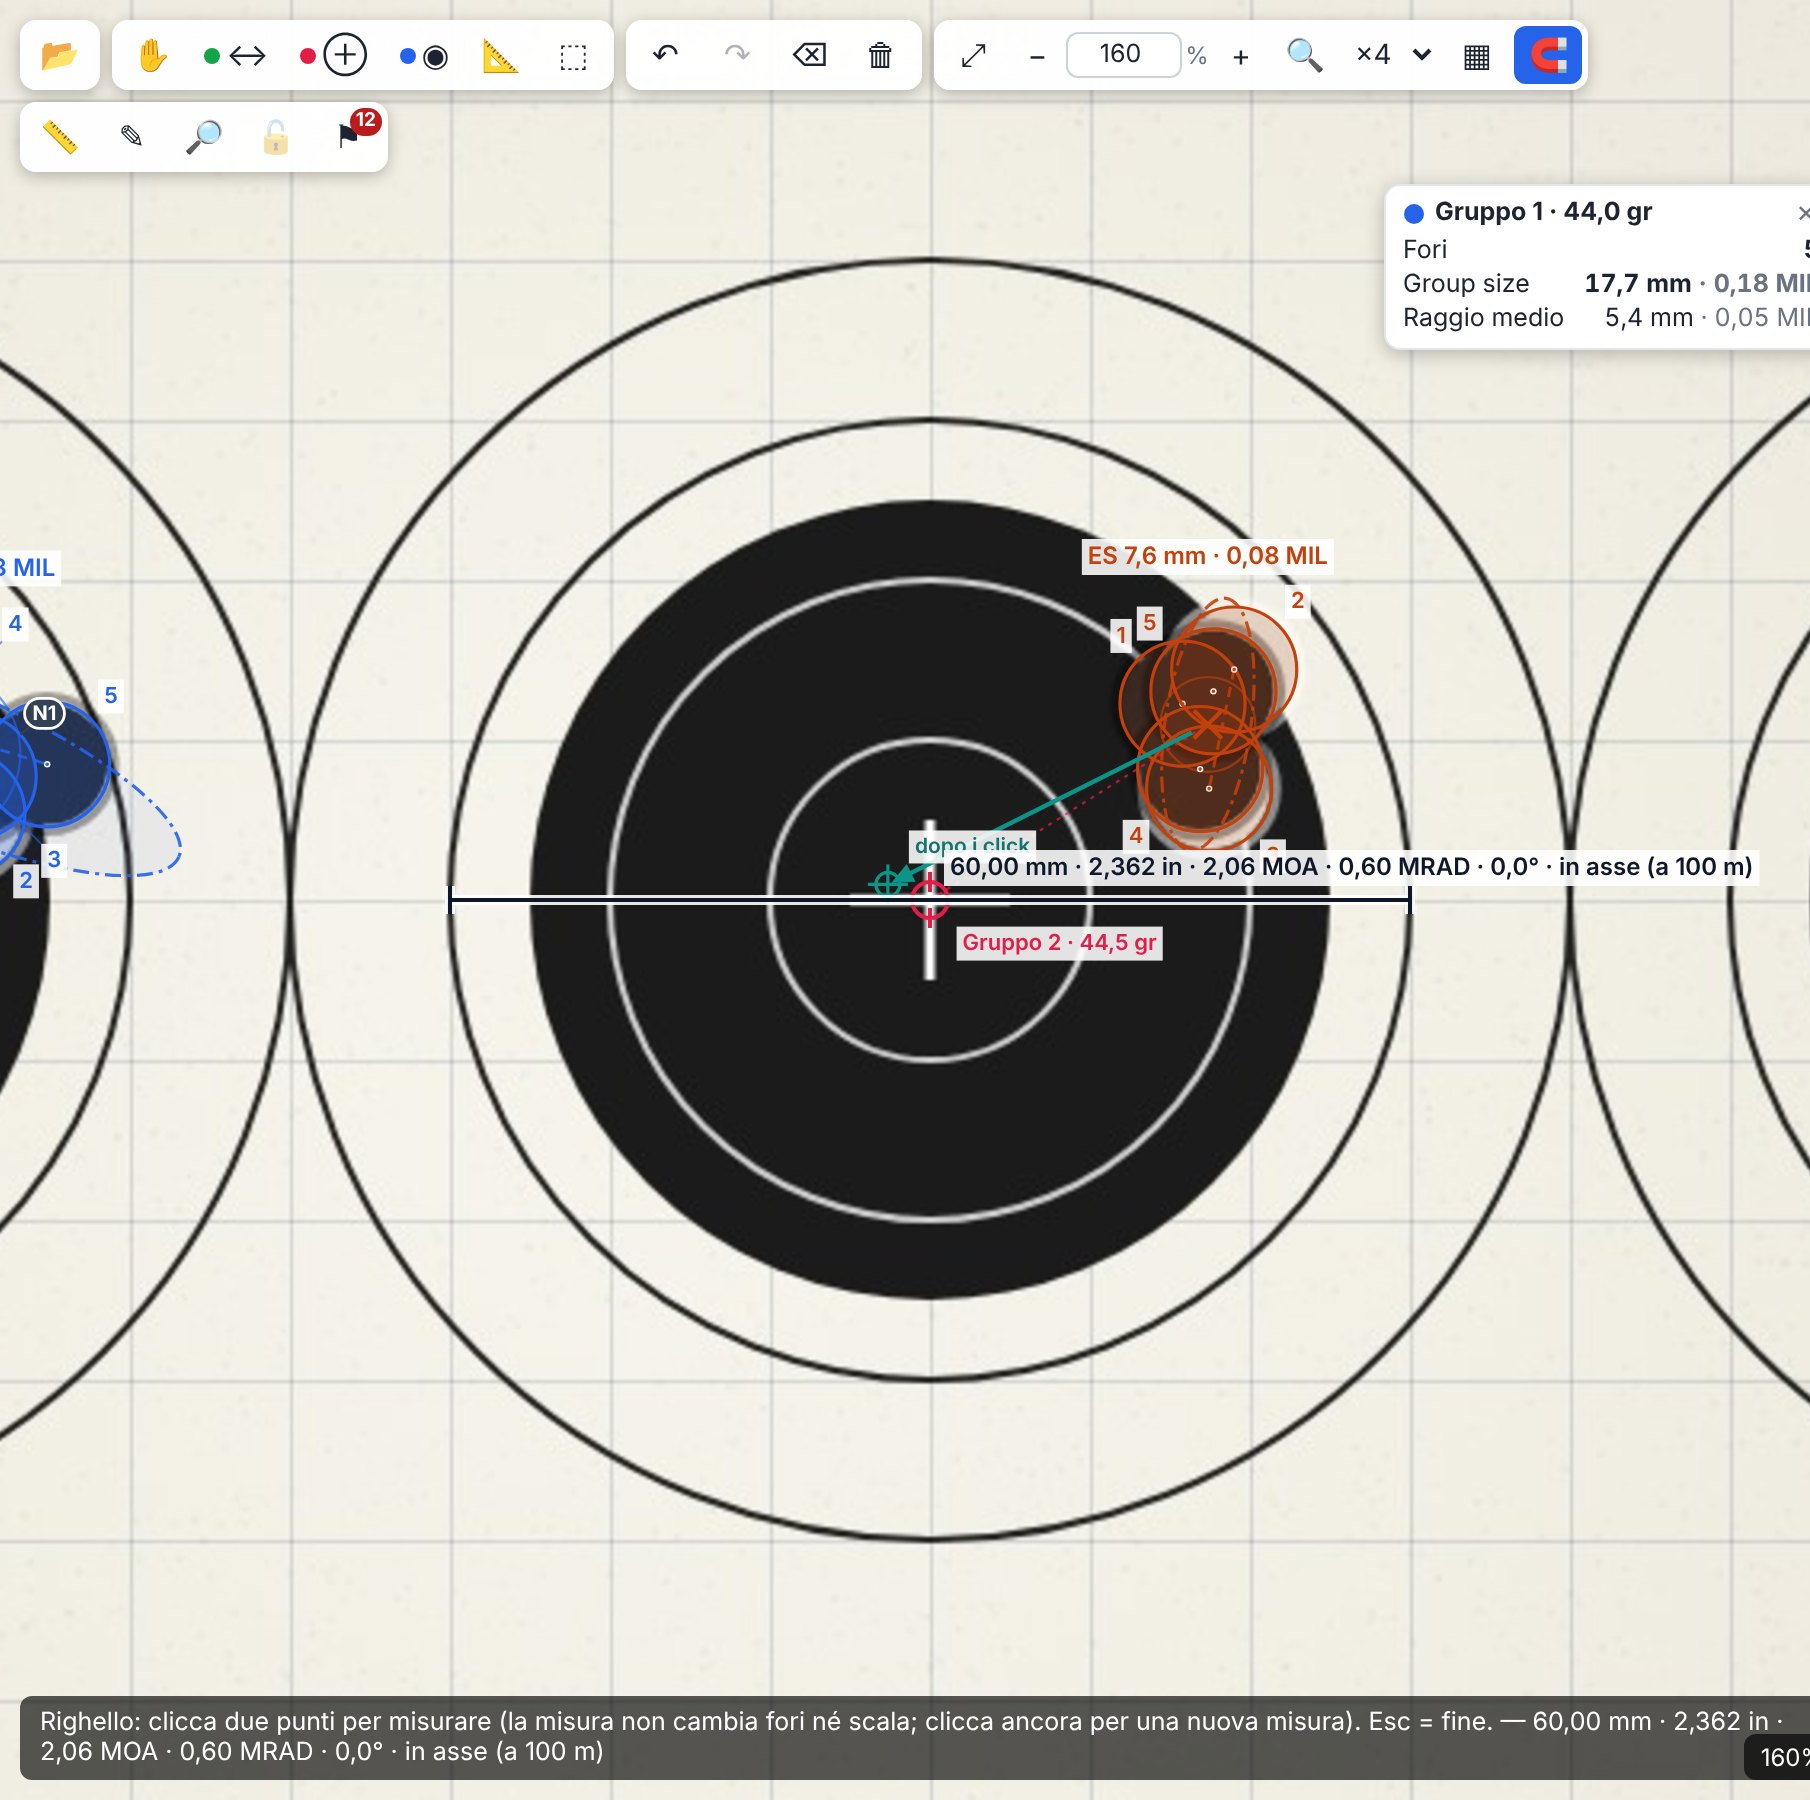 160 % ×4
12
Gruppo 1 · 44,0 gr ×
Fori
Group size 17,7 mm · 0,18 MIL
Raggio medio 5,4 mm · 0,05 MIL
ES 7,6 mm · 0,08 MIL
MIL
4
5
N1
3
2
2
5
1
4
dopo i click
60,00 mm · 2,362 in · 2,06 MOA · 0,60 MRAD · 0,0° · in asse (a 100 m)
Gruppo 2 · 44,5 gr
Righello: clicca due punti per misurare (la misura non cambia fori né scala; clicca ancora per una nuova misura). Esc = fine. — 60,00 mm · 2,362 in ·
2,06 MOA · 0,60 MRAD · 0,0° · in asse (a 100 m)
160%